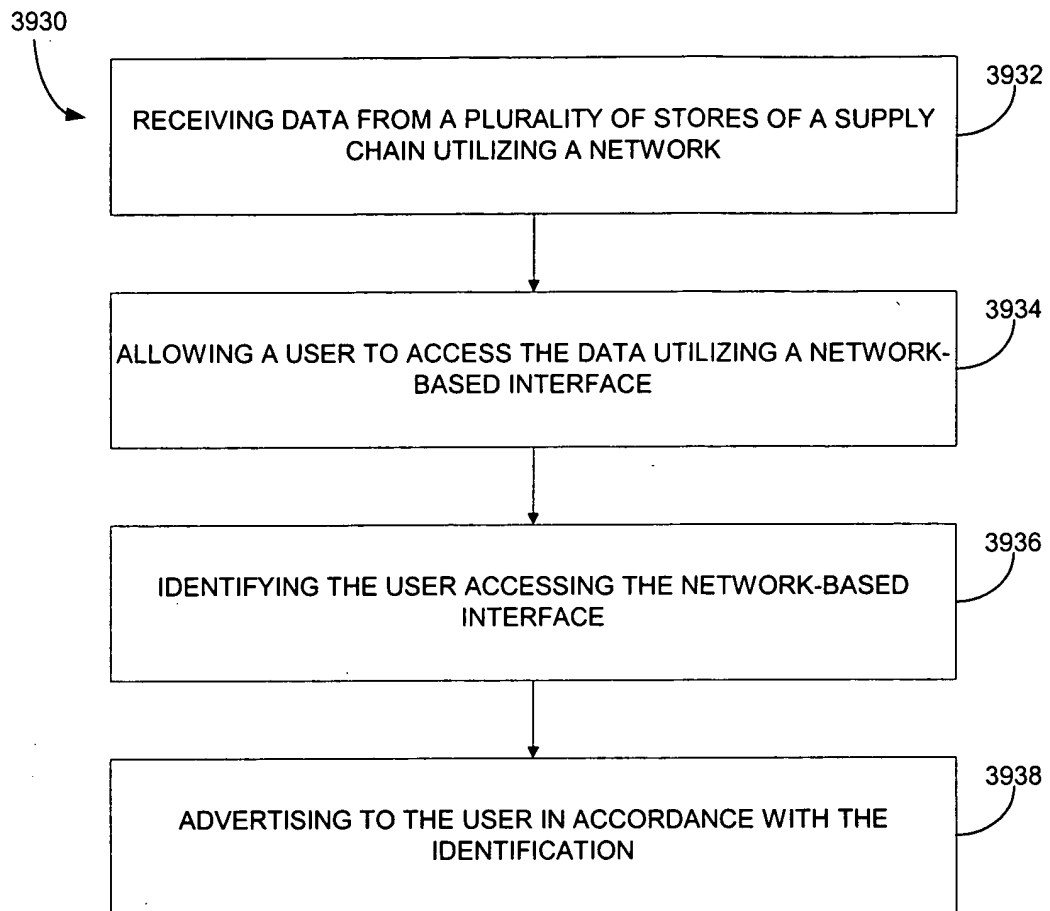 3930
3932
RECEIVING DATA FROM A PLURALITY OF STORES OF A SUPPLY
CHAIN UTILIZING A NETWORK
3934
ALLOWING A USER TO ACCESS THE DATA UTILIZING A NETWORK-
BASED INTERFACE
3936
IDENTIFYING THE USER ACCESSING THE NETWORK-BASED
INTERFACE
3938
ADVERTISING TO THE USER IN ACCORDANCE WITH THE
IDENTIFICATION